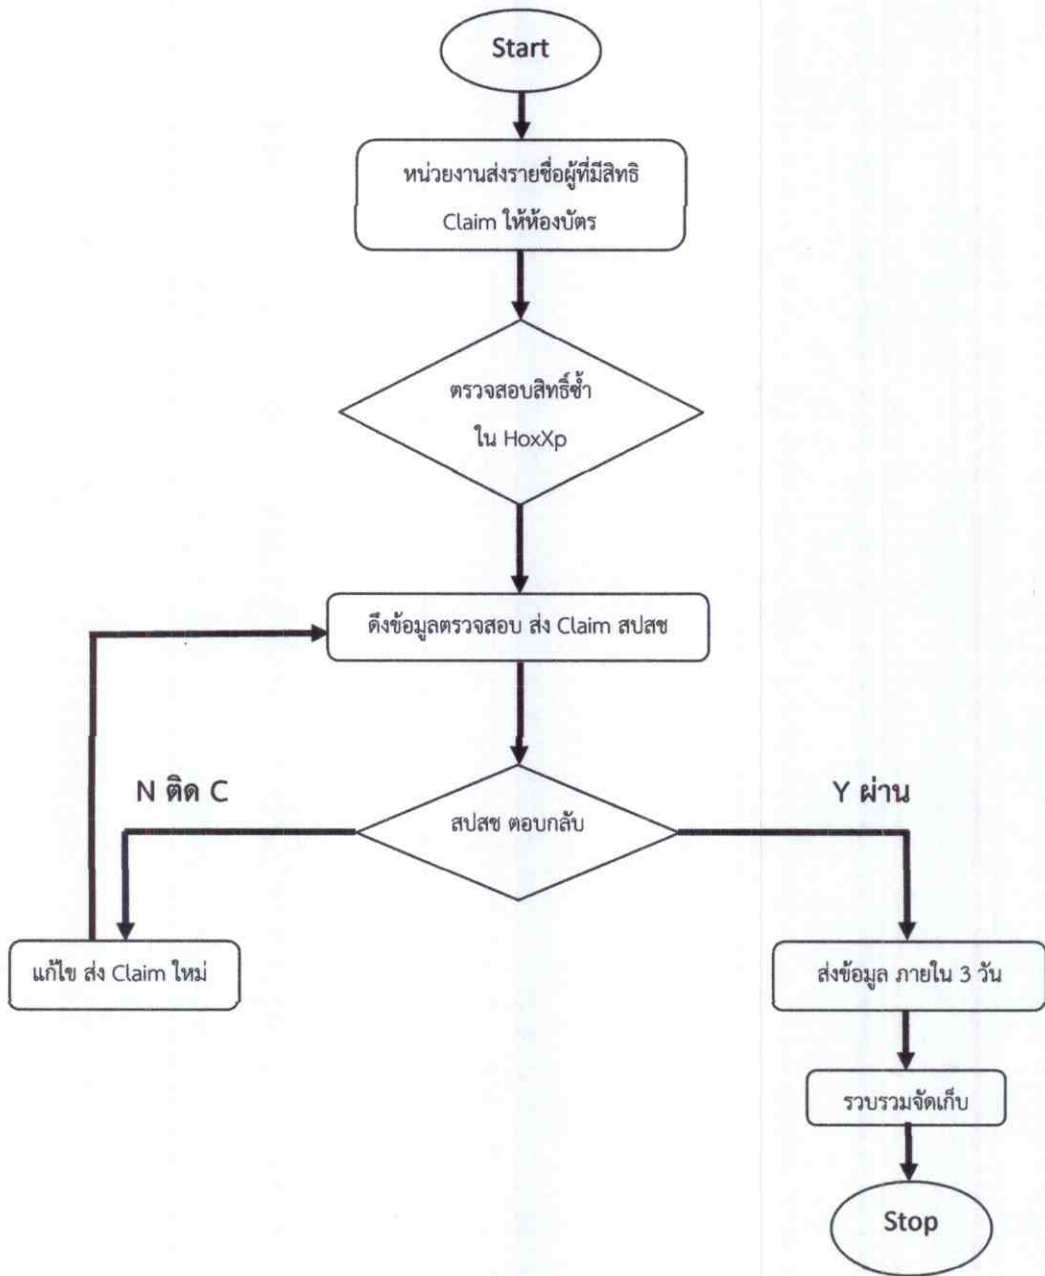 Start
หน่วยงานส่งรายชื่อผู้ที่มีสิทธิ
Claim ให้ห้องบัตร
ตรวจสอบสิทธิ์ซ้ำ
ใน HoxXp
ดึงข้อมูลตรวจสอบ ส่ง Claim สปสช
N ติด C
สปสช ตอบกลับ
Y ผ่าน
แก้ไข ส่ง Claim ใหม่
ส่งข้อมูล ภายใน 3 วัน
รวบรวมจัดเก็บ
Stop